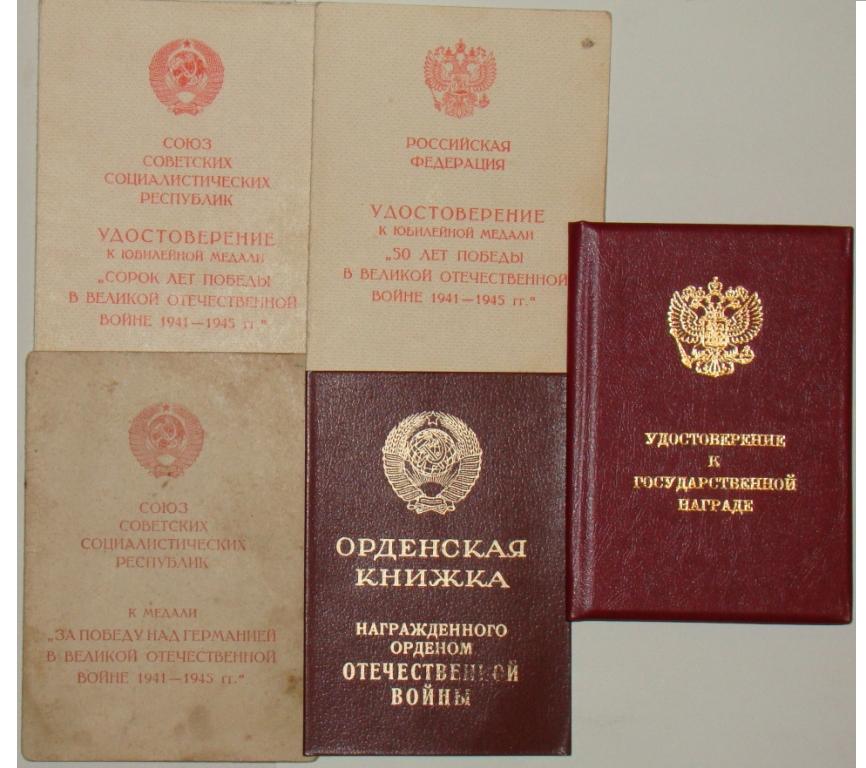 СОЮЗ
СОВЕТСКИХ
СОЦИАЛИСТИЧЕСКИХ
РЕСПУБЛИК
УДОСТОВЕРЕНИЕ
К ЮБИЛЕЙНОЙ МЕДАЛИ
„СОРОК ЛЕТ ПОБЕДЫ
В ВЕЛИКОЙ ОТЕЧЕСТВЕННОЙ
ВОЙНЕ 1941—1945 гг.“
РОССИЙСКАЯ
ФЕДЕРАЦИЯ
УДОСТОВЕРЕНИЕ
К ЮБИЛЕЙНОЙ МЕДАЛИ
„50 ЛЕТ ПОБЕДЫ
В ВЕЛИКОЙ ОТЕЧЕСТВЕННОЙ
ВОЙНЕ 1941—1945 гг.“
УДОСТОВЕРЕНИЕ
К
ГОСУДАРСТВЕННОЙ
НАГРАДЕ
СОЮЗ
СОВЕТСКИХ
СОЦИАЛИСТИЧЕСКИХ
РЕСПУБЛИК
К МЕДАЛИ
„ЗА ПОБЕДУ НАД ГЕРМАНИЕЙ
В ВЕЛИКОЙ ОТЕЧЕСТВЕННОЙ
ВОЙНЕ 1941—1945 гг.“
ОРДЕНСКАЯ
КНИЖКА
НАГРАЖДЕННОГО
ОРДЕНОМ
ОТЕЧЕСТВЕННОЙ
ВОЙНЫ